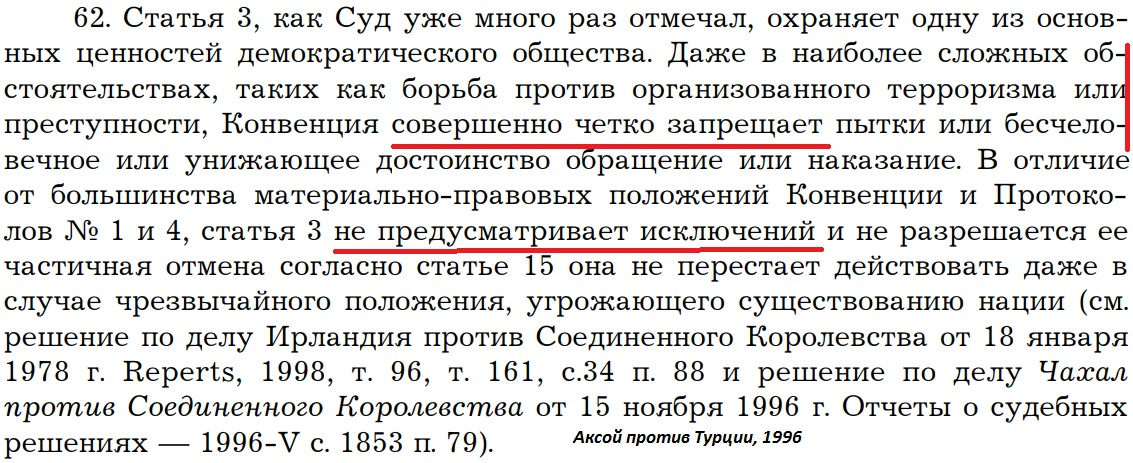 62. Статья 3, как Суд уже много раз отмечал, охраняет одну из основ-
ных ценностей демократического общества. Даже в наиболее сложных об-
стоятельствах, таких как борьба против организованного терроризма или
преступности, Конвенция совершенно четко запрещает пытки или бесчело-
вечное или унижающее достоинство обращение или наказание. В отличие
от большинства материально-правовых положений Конвенции и Протоко-
лов № 1 и 4, статья 3 не предусматривает исключений и не разрешается ее
частичная отмена согласно статье 15 она не перестает действовать даже в
случае чрезвычайного положения, угрожающего существованию нации (см.
решение по делу Ирландия против Соединенного Королевства от 18 января
1978 г. Reperts, 1998, т. 96, т. 161, с.34 п. 88 и решение по делу Чахал
против Соединенного Королевства от 15 ноября 1996 г. Отчеты о судебных
решениях — 1996-V с. 1853 п. 79).
Аксой против Турции, 1996